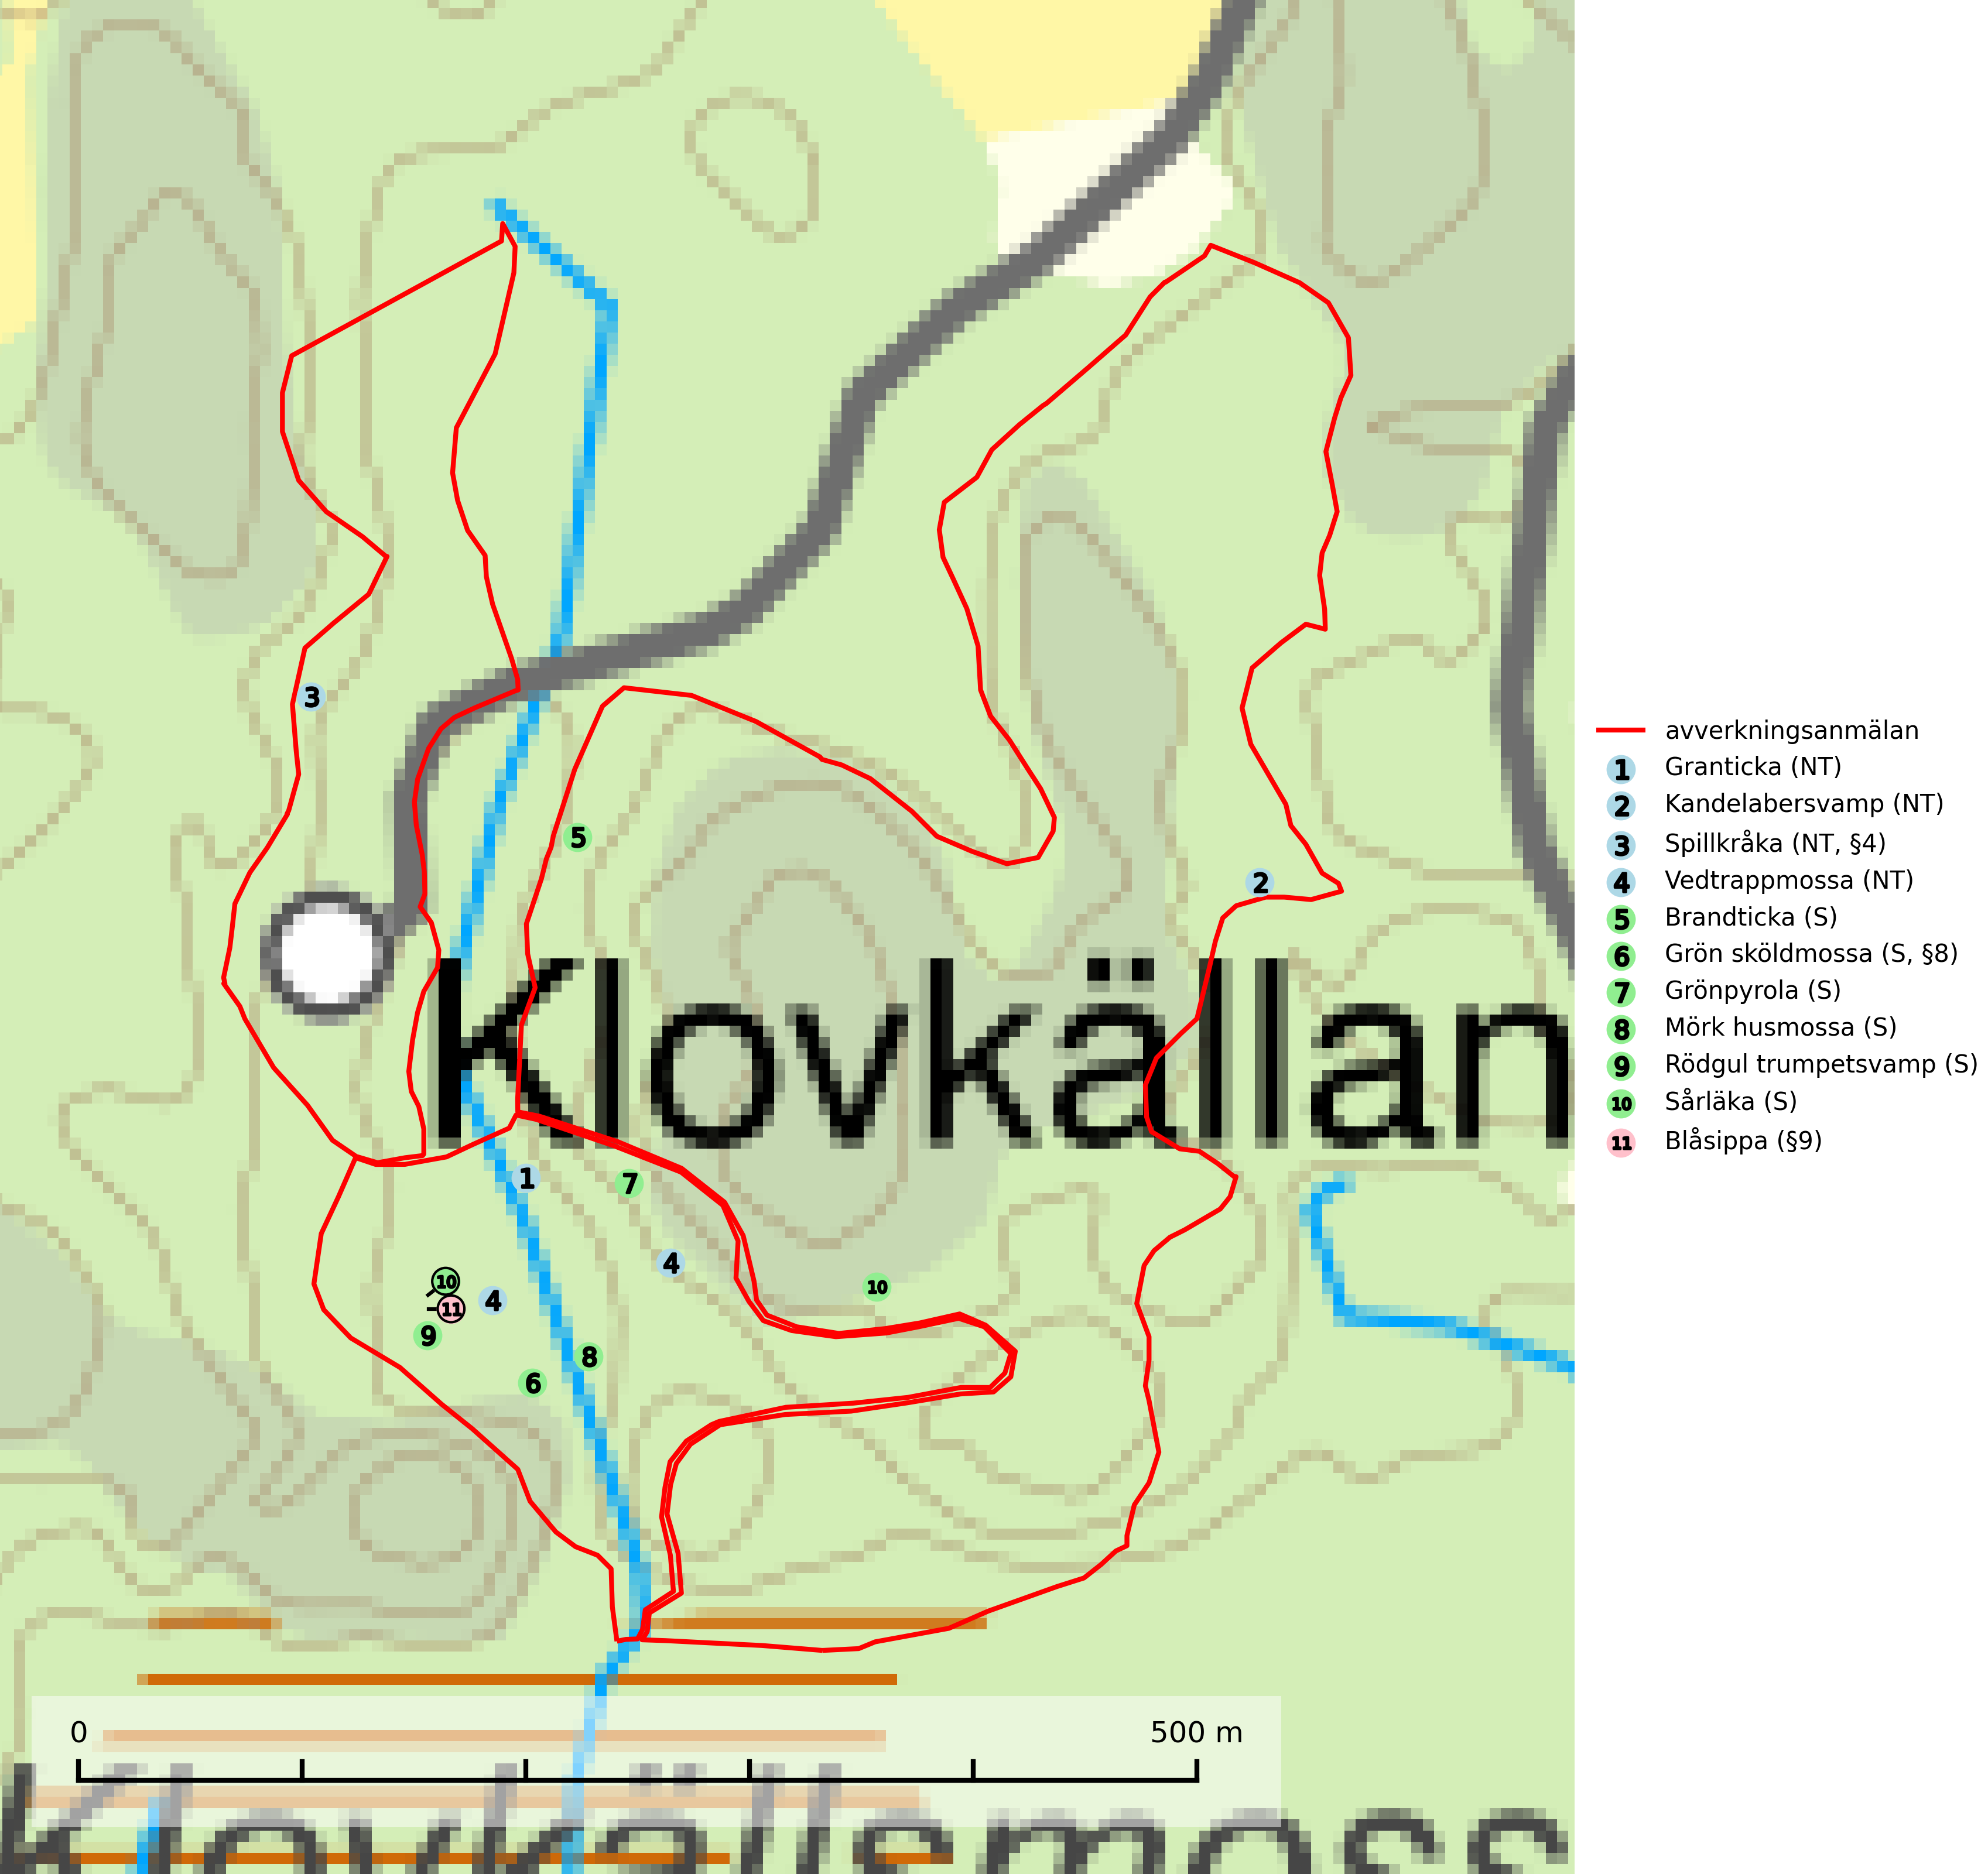 3
5
2
Klovkällan
1
7
4
10
10
4
11
9
8
6
0
500 m
avverkningsanmälan
1 Granticka (NT)
2 Kandelabersvamp (NT)
3 Spillkråka (NT, §4)
4 Vedtrappmossa (NT)
5 Brandticka (S)
6 Grön sköldmossa (S, §8)
7 Grönpyrola (S)
8 Mörk husmossa (S)
9 Rödgul trumpetsvamp (S)
10 Sårläka (S)
11 Blåsippa (§9)